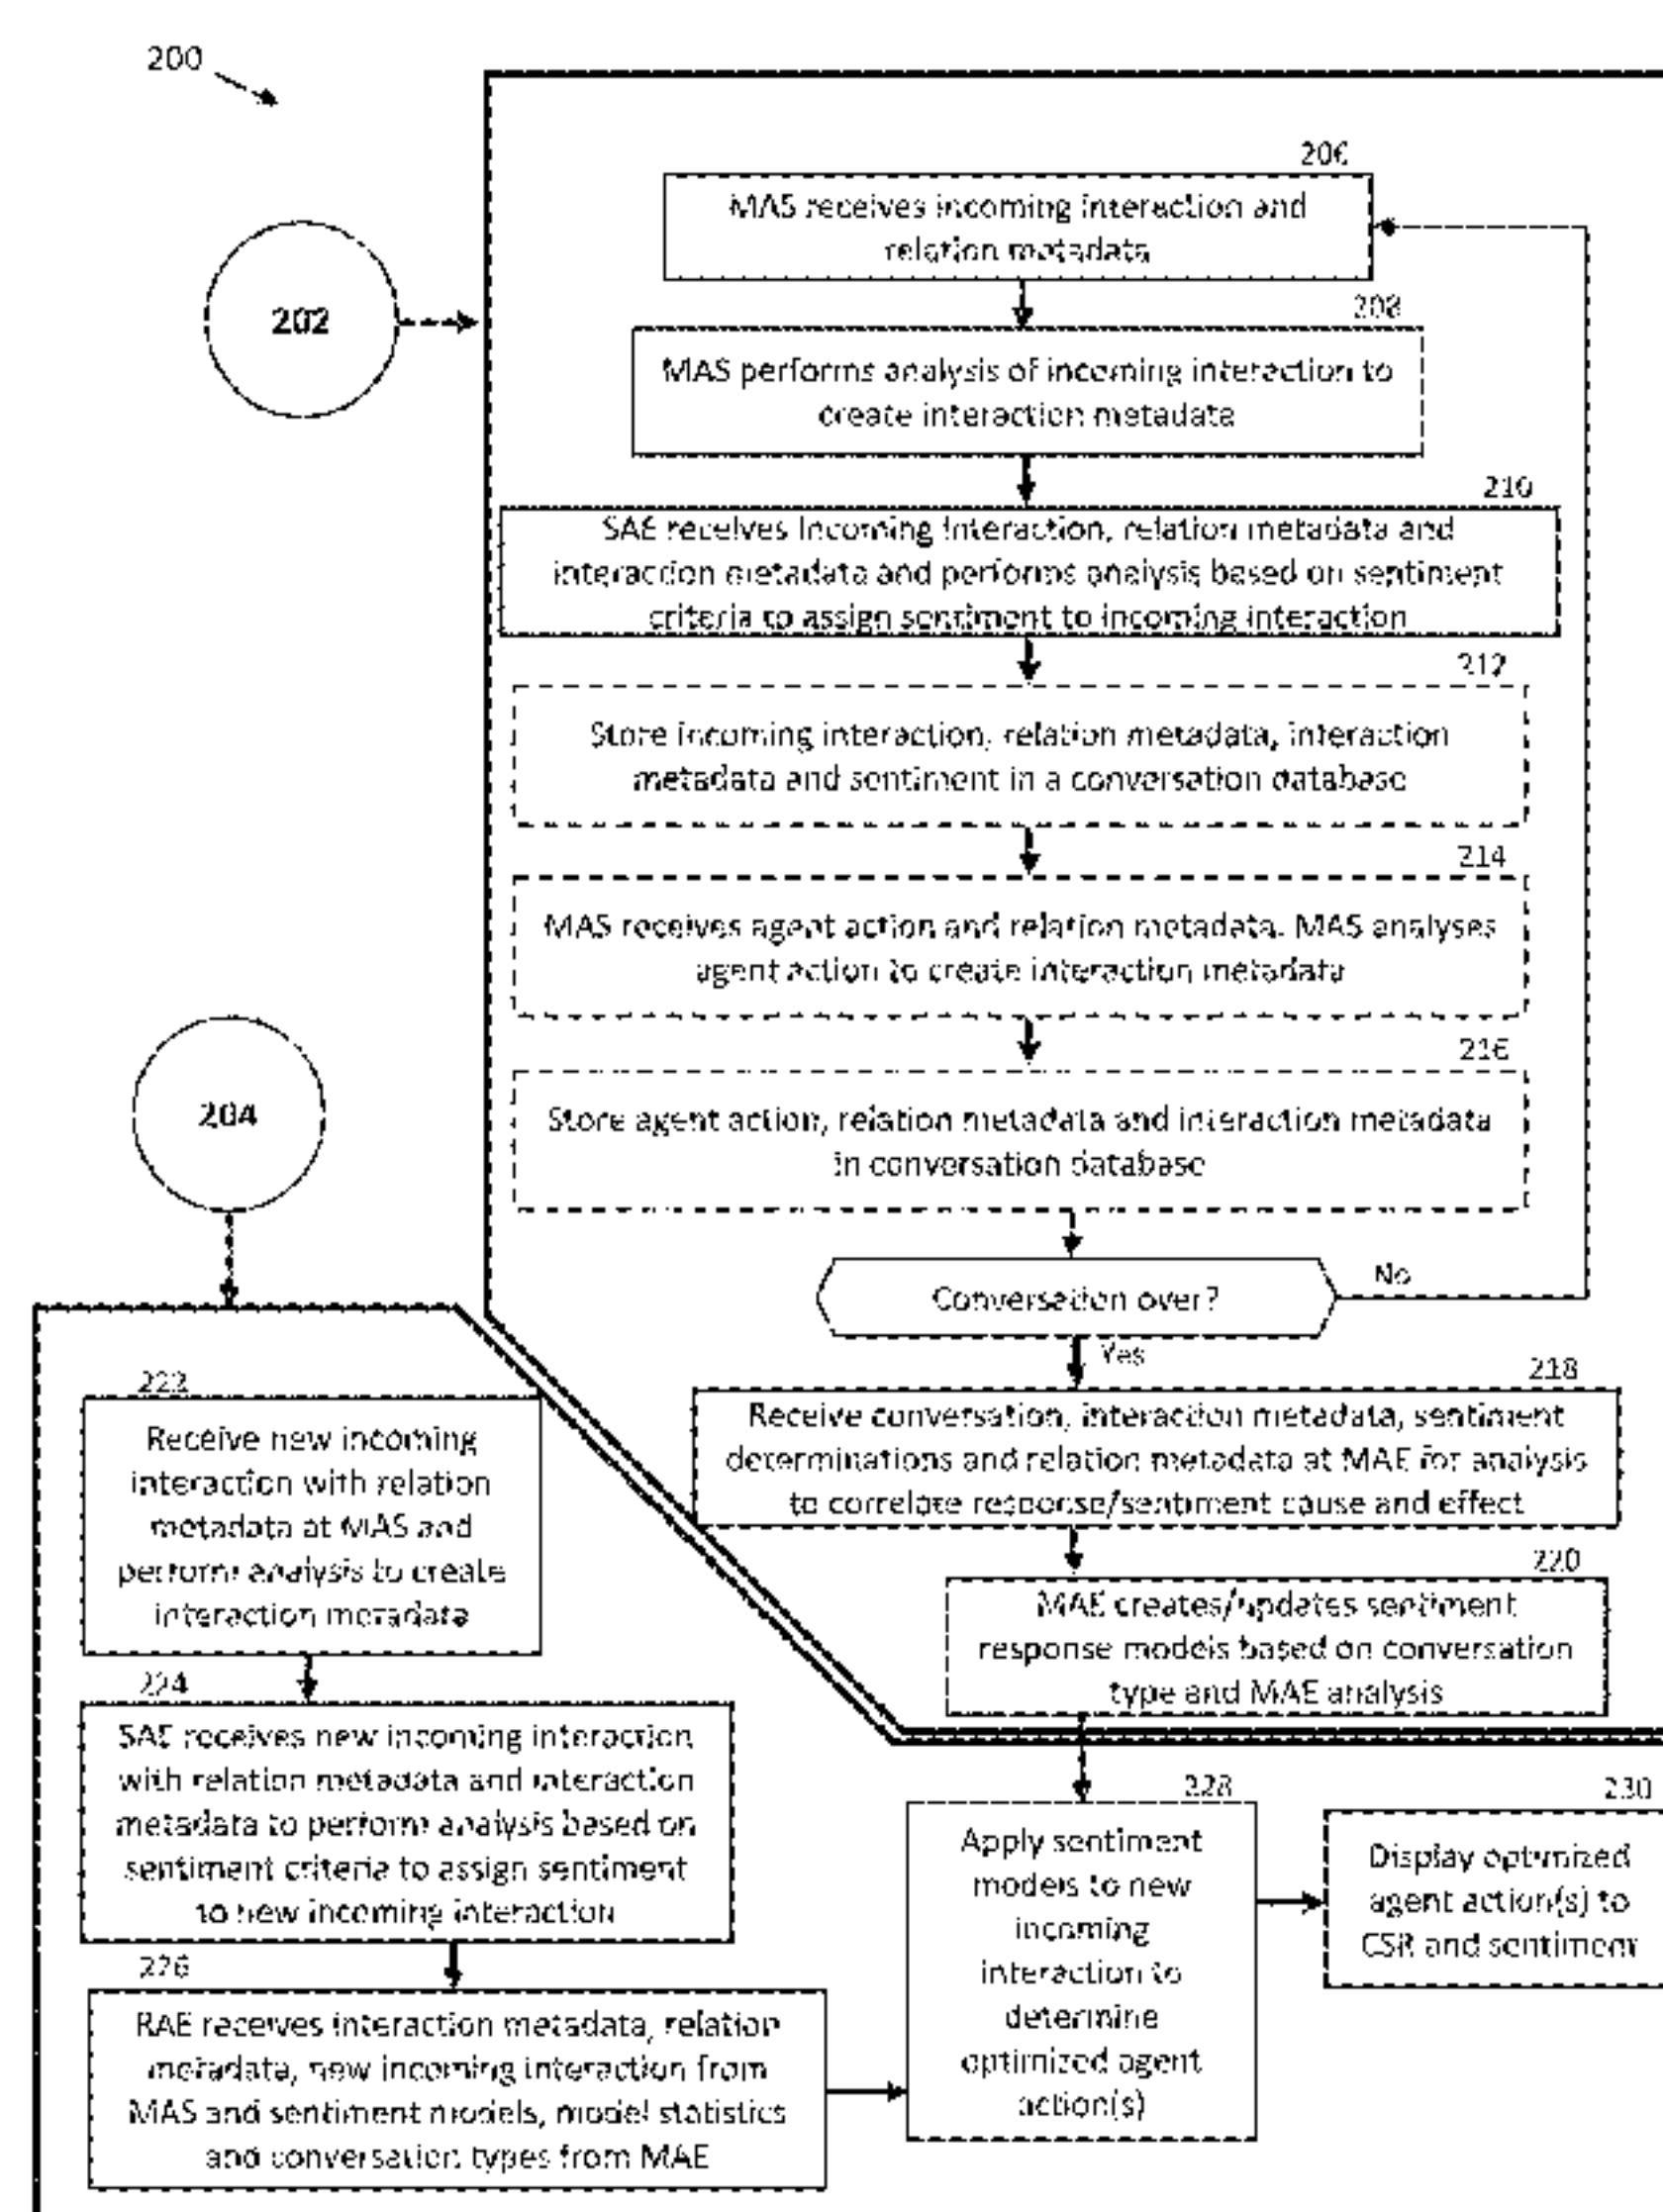 200
206
MAS receives incoming interaction and
relation metadata
202
208
MAS performs analysis of incoming interaction to
create interaction metadata
210
SAE receives incoming interaction, relation metadata and
interaction metadata and performs analysis based on sentiment
criteria to assign sentiment to incoming interaction
212
Store incoming interaction, relation metadata, interaction
metadata and sentiment in a conversation database
214
MAS receives agent action and relation metadata. MAS analyses
agent action to create interaction metadata
216
Store agent action, relation metadata and interaction metadata
in conversation database
204
Conversation over?
No
Yes
218
Receive conversation, interaction metadata, sentiment
determinations and relation metadata at MAE for analysis
to correlate response/sentiment cause and effect
220
MAE creates/updates sentiment
response models based on conversation
type and MAE analysis
222
Receive new incoming
interaction with relation
metadata at MAS and
perform analysis to create
interaction metadata
224
SAE receives new incoming interaction
with relation metadata and interaction
metadata to perform analysis based on
sentiment criteria to assign sentiment
to new incoming interaction
226
RAE receives interaction metadata, relation
metadata, new incoming interaction from
MAS and sentiment models, model statistics
and conversation types from MAE
228
Apply sentiment
models to new
incoming
interaction to
determine
optimized agent
action(s)
230
Display optimized
agent action(s) to
CSR and sentiment